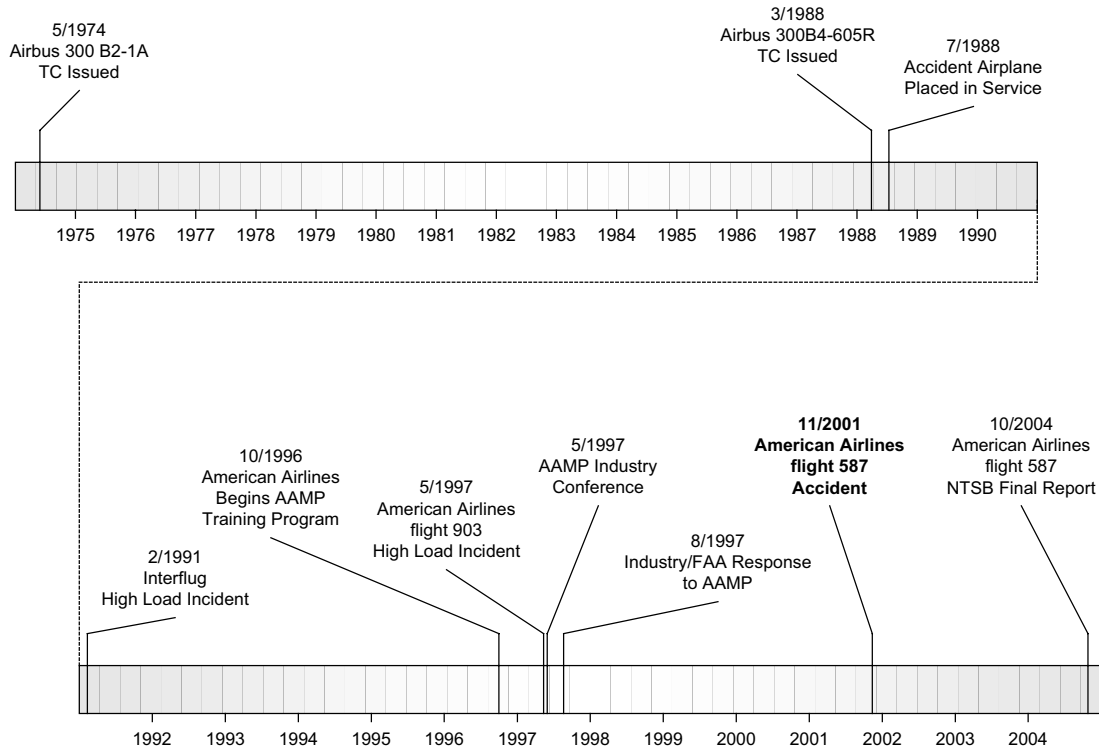 5/1974
Airbus 300 B2-1A
TC Issued
3/1988
Airbus 300B4-605R
TC Issued
7/1988
Accident Airplane
Placed in Service
1975
1976
1977
1978
1979
1980
1981
1982
1983
1984
1985
1986
1987
1988
1989
1990
2/1991
Interflug
High Load Incident
10/1996
American Airlines
Begins AAMP
Training Program
5/1997
American Airlines
flight 903
High Load Incident
5/1997
AAMP Industry
Conference
8/1997
Industry/FAA Response
to AAMP
11/2001
American Airlines
flight 587
Accident
10/2004
American Airlines
flight 587
NTSB Final Report
1992
1993
1994
1995
1996
1997
1998
1999
2000
2001
2002
2003
2004